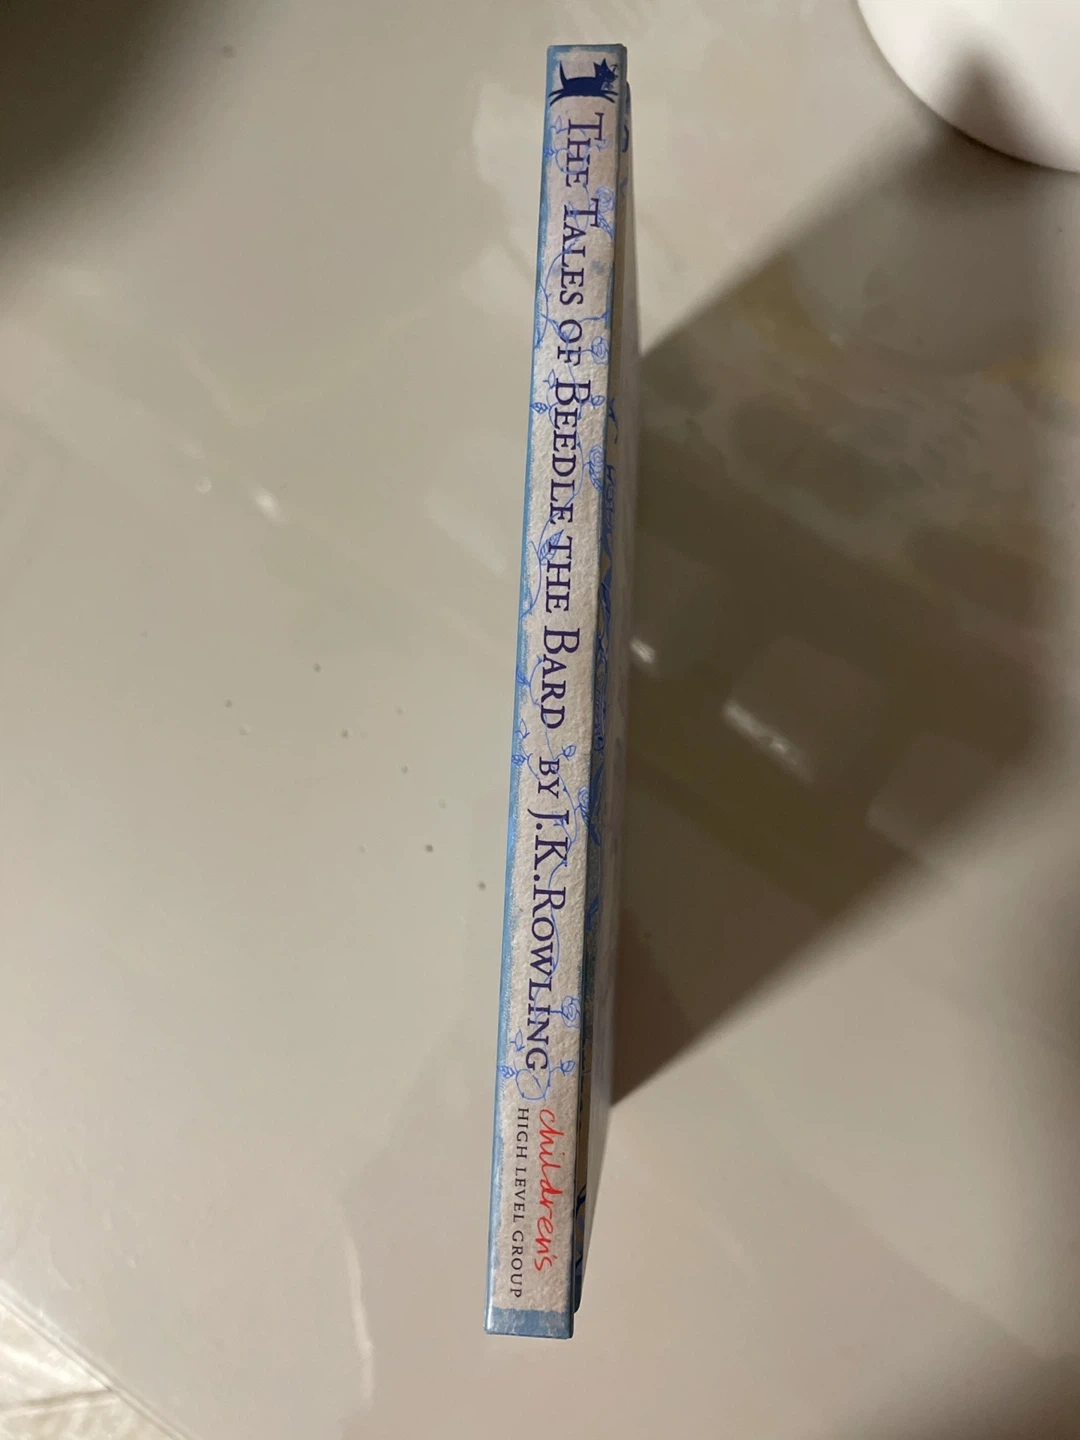 THE TALES OF BEEDLE THE BARD BY J.K.ROWLING
children's
HIGH LEVEL GROUP